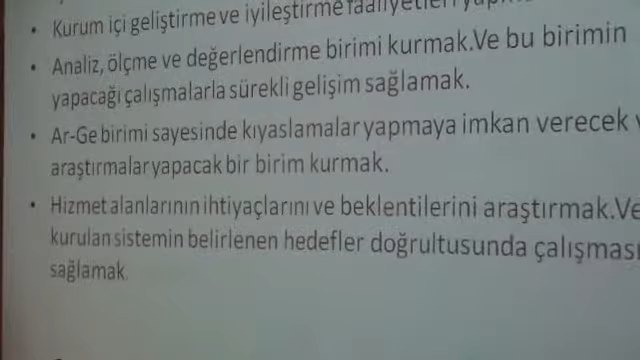 • Kurum içi geliştirme ve iyileştirme faaliyetleri
• Analiz, ölçme ve değerlendirme birimi kurmak.Ve bu birimin
yapacağı çalışmalarla sürekli gelişim sağlamak.
• Ar-Ge birimi sayesinde kıyaslamalar yapmaya imkan verecek
araştırmalar yapacak bir birim kurmak.
• Hizmet alanlarının ihtiyaçlarını ve beklentilerini araştırmak.Ve
kurulan sistemin belirlenen hedefler doğrultusunda çalışması
sağlamak.